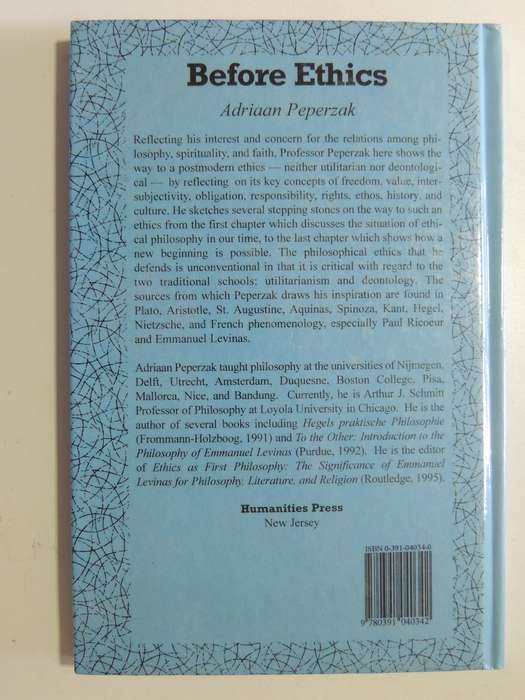 Before Ethics
Adriaan Peperzak
Reflecting his interest and concern for the relations among phi-
losophy, spirituality, and faith, Professor Peperzak here shows the
way to a postmodern ethics — neither utilitarian nor deontologi-
cal — by reflecting on its key concepts of freedom, value, inter-
subjectivity, obligation, responsibility, rights, ethos, history, and
culture. He sketches several stepping stones on the way to such an
ethics from the first chapter which discusses the situation of ethi-
cal philosophy in our time, to the last chapter which shows how a
new beginning is possible. The philosophical ethics that he
defends is unconventional in that it is critical with regard to the
two traditional schools: utilitarianism and deontology. The
sources from which Peperzak draws his inspiration are found in
Plato, Aristotle, St. Augustine, Aquinas, Spinoza, Kant, Hegel,
Nietzsche, and French phenomenology, especially Paul Ricoeur
and Emmanuel Levinas.
Adriaan Peperzak taught philosophy at the universities of Nijmegen,
Delft, Utrecht, Amsterdam, Duquesne, Boston College, Pisa,
Mallorca, Nice, and Bandung. Currently, he is Arthur J. Schmitt
Professor of Philosophy at Loyola University in Chicago. He is the
author of several books including Hegels praktische Philosophie
(Frommann-Holzboog, 1991) and To the Other: Introduction to the
Philosophy of Emmanuel Levinas (Purdue, 1992). He is the editor
of Ethics as First Philosophy: The Significance of Emmanuel
Levinas for Philosophy, Literature, and Religion (Routledge, 1995).
Humanities Press
New Jersey
ISBN 0-391-04034-0
9 780391 040342